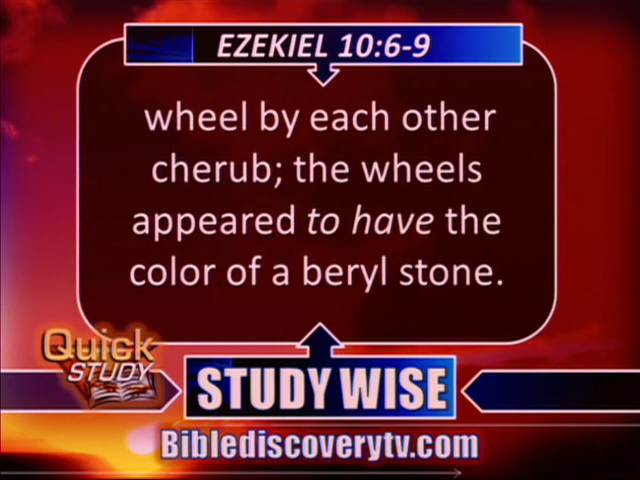 EZEKIEL 10:6-9
wheel by each other
cherub; the wheels
appeared to have the
color of a beryl stone.
Quick
STUDY
STUDY WISE
Biblediscoverytv.com